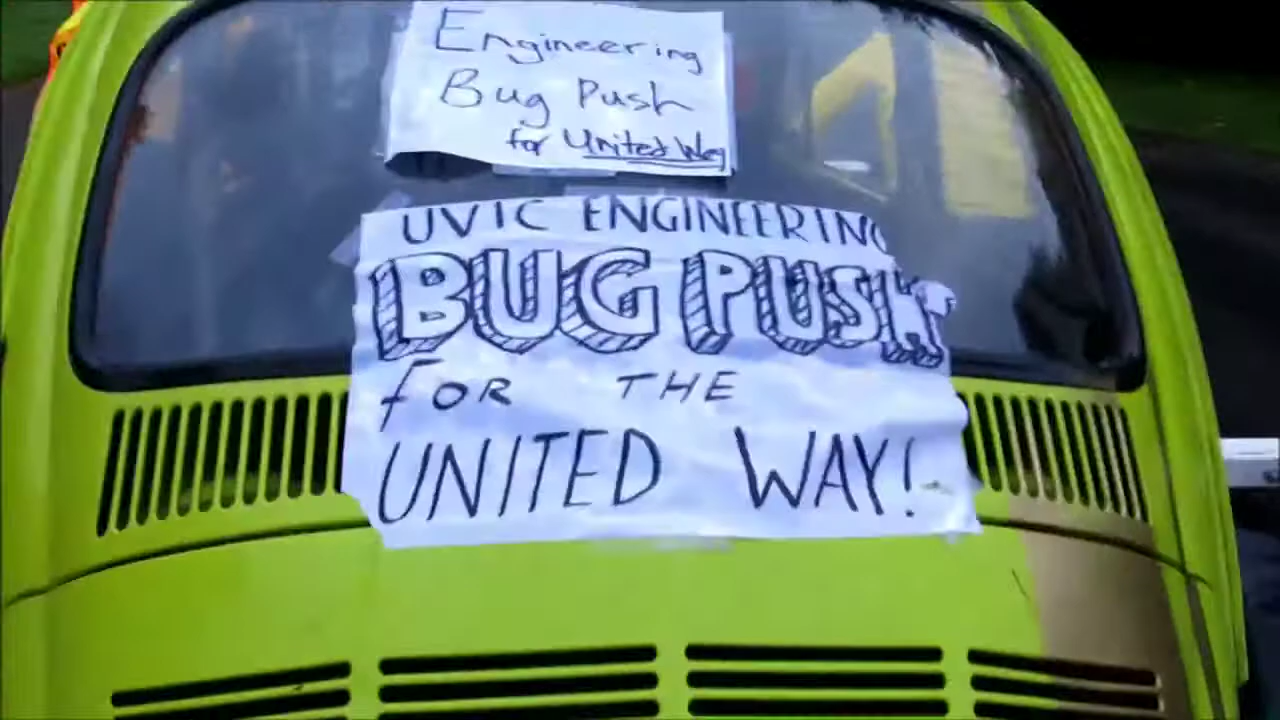 Engineering
Bug Push
for United Way
UVIC ENGINEERING
BUG PUSH
FOR THE
UNITED WAY!